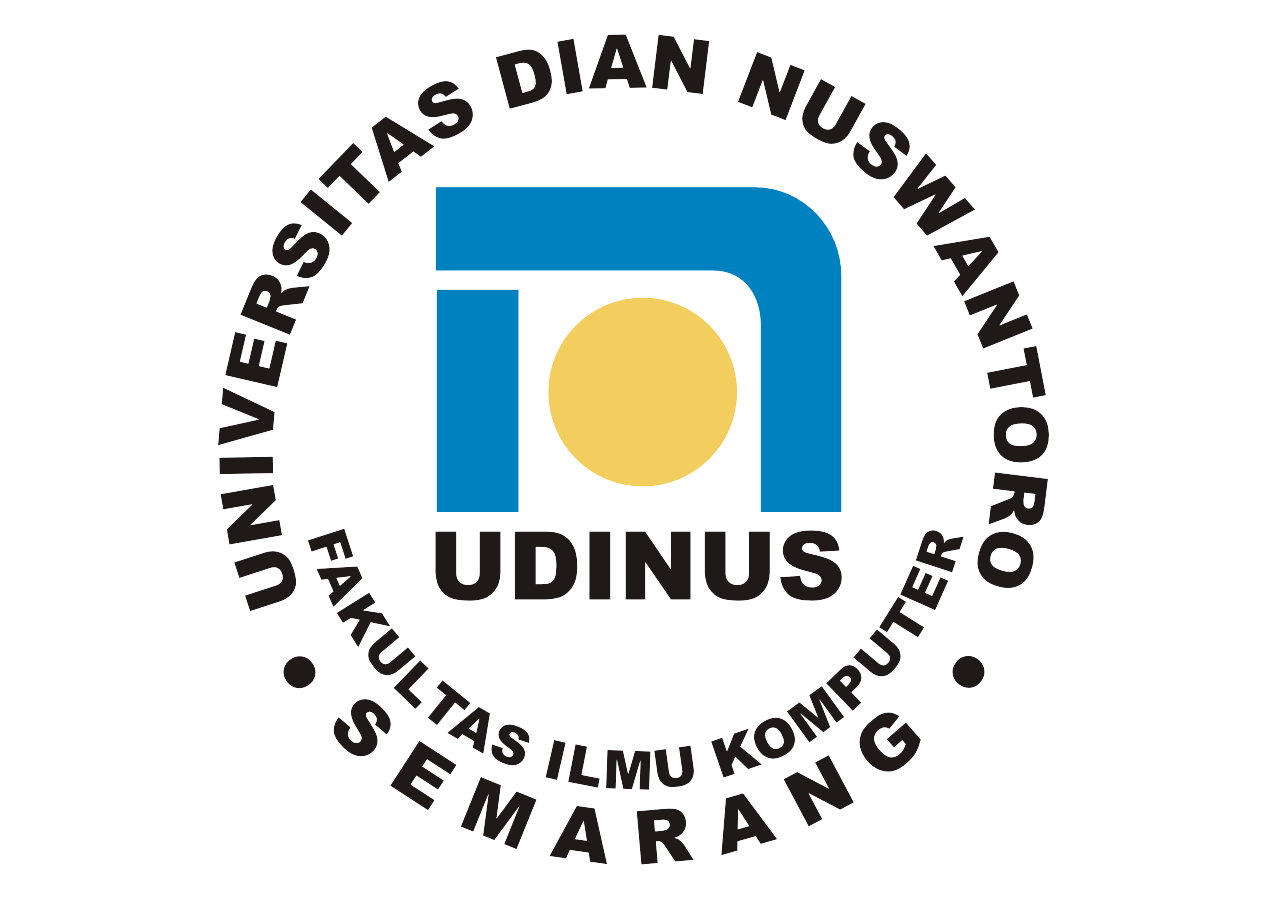 UNIVERSITAS DIAN NUSWANTORO
UDINUS
FAKULTAS ILMU KOMPUTER
• SEMARANG •